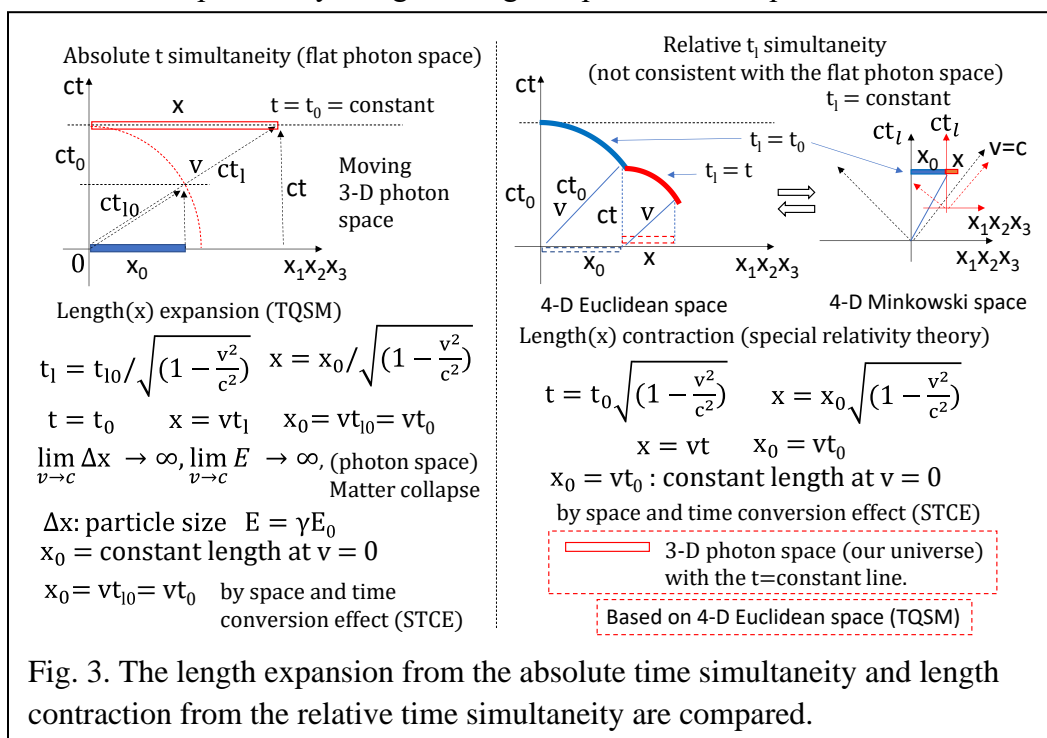 Absolute t simultaneity (flat photon space)
ct
x
t = t₀ = constant
ct₀
v
ctₗ
Moving
3-D photon
space
ct
ctₗ₀
0
x₀
x₁x₂x₃
Length(x) expansion (TQSM)
tₗ = tₗ₀/√(1 − v²/c²) x = x₀/√(1 − v²/c²)
t = t₀ x = vtₗ x₀= vtₗ₀= vt₀
lim v→c Δx → ∞, lim v→c E → ∞, (photon space)
Matter collapse
Δx: particle size E = γE₀
x₀ = constant length at v = 0
x₀= vtₗ₀= vt₀ by space and time
conversion effect (STCE)
Relative tₗ simultaneity
(not consistent with the flat photon space)
ct
tₗ = t₀
ct₀
ct₀
v
tₗ = t
ct
v
x₀
x
x₁x₂x₃
4-D Euclidean space
tₗ = constant
ctₗ
ctₗ
v=c
x₀
x
x₁x₂x₃
x₁x₂x₃
4-D Minkowski space
Length(x) contraction (special relativity theory)
t = t₀√(1 − v²/c²) x = x₀√(1 − v²/c²)
x = vt x₀ = vt₀
x₀ = vt₀ : constant length at v = 0
by space and time conversion effect (STCE)
3-D photon space (our universe)
with the t=constant line.
Based on 4-D Euclidean space (TQSM)
Fig. 3. The length expansion from the absolute time simultaneity and length
contraction from the relative time simultaneity are compared.